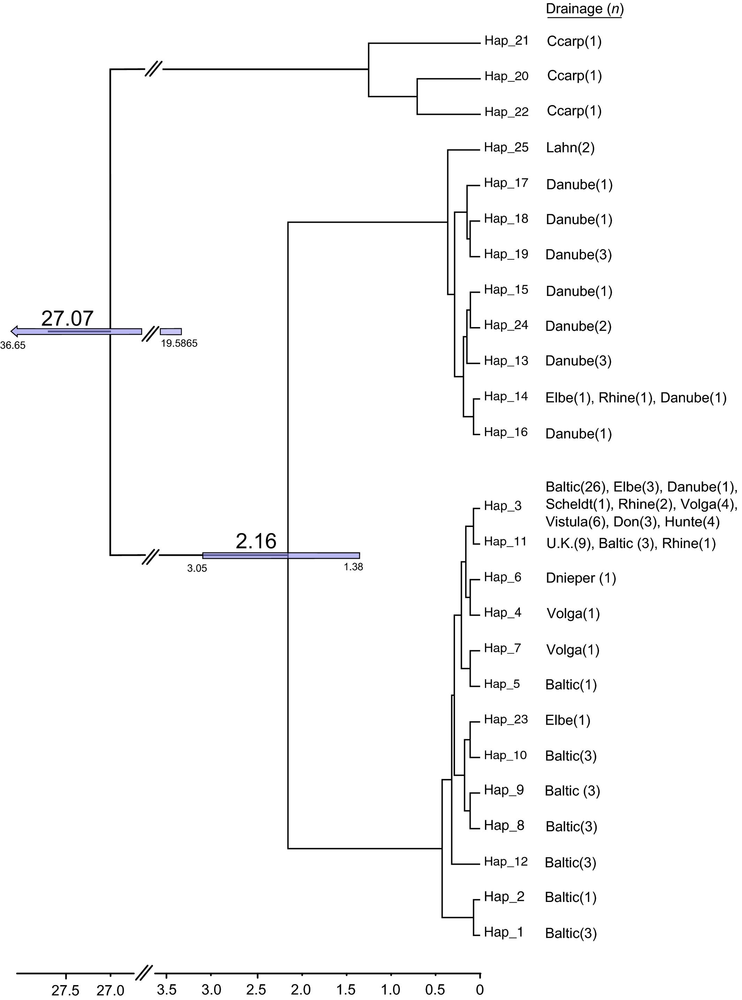 Drainage (n)
Hap_21 Ccarp(1)
Hap_20 Ccarp(1)
Hap_22 Ccarp(1)
Hap_25 Lahn(2)
Hap_17 Danube(1)
Hap_18 Danube(1)
Hap_19 Danube(3)
Hap_15 Danube(1)
27.07
Hap_24 Danube(2)
36.65 19.5865
Hap_13 Danube(3)
Hap_14 Elbe(1), Rhine(1), Danube(1)
Hap_16 Danube(1)
Baltic(26), Elbe(3), Danube(1),
Hap_3 Scheldt(1), Rhine(2), Volga(4),
Vistula(6), Don(3), Hunte(4)
2.16
Hap_11 U.K.(9), Baltic (3), Rhine(1)
3.05 1.38
Hap_6 Dnieper (1)
Hap_4 Volga(1)
Hap_7 Volga(1)
Hap_5 Baltic(1)
Hap_23 Elbe(1)
Hap_10 Baltic(3)
Hap_9 Baltic (3)
Hap_8 Baltic(3)
Hap_12 Baltic(3)
Hap_2 Baltic(1)
Hap_1 Baltic(3)
27.5 27.0 3.5 3.0 2.5 2.0 1.5 1.0 0.5 0